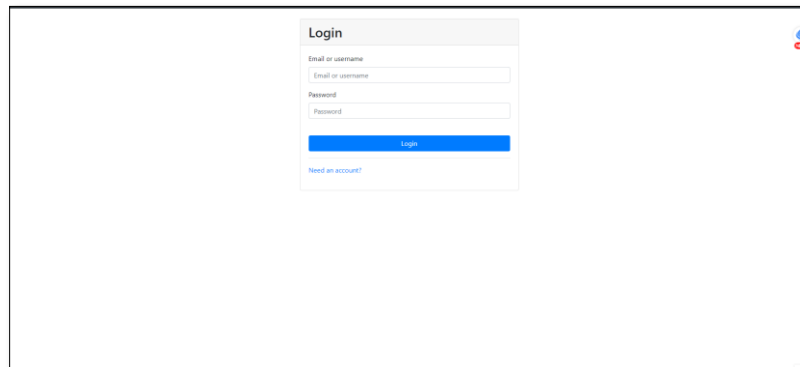 Login
Email or username
Email or username
Password
Password
Login
Need an account?